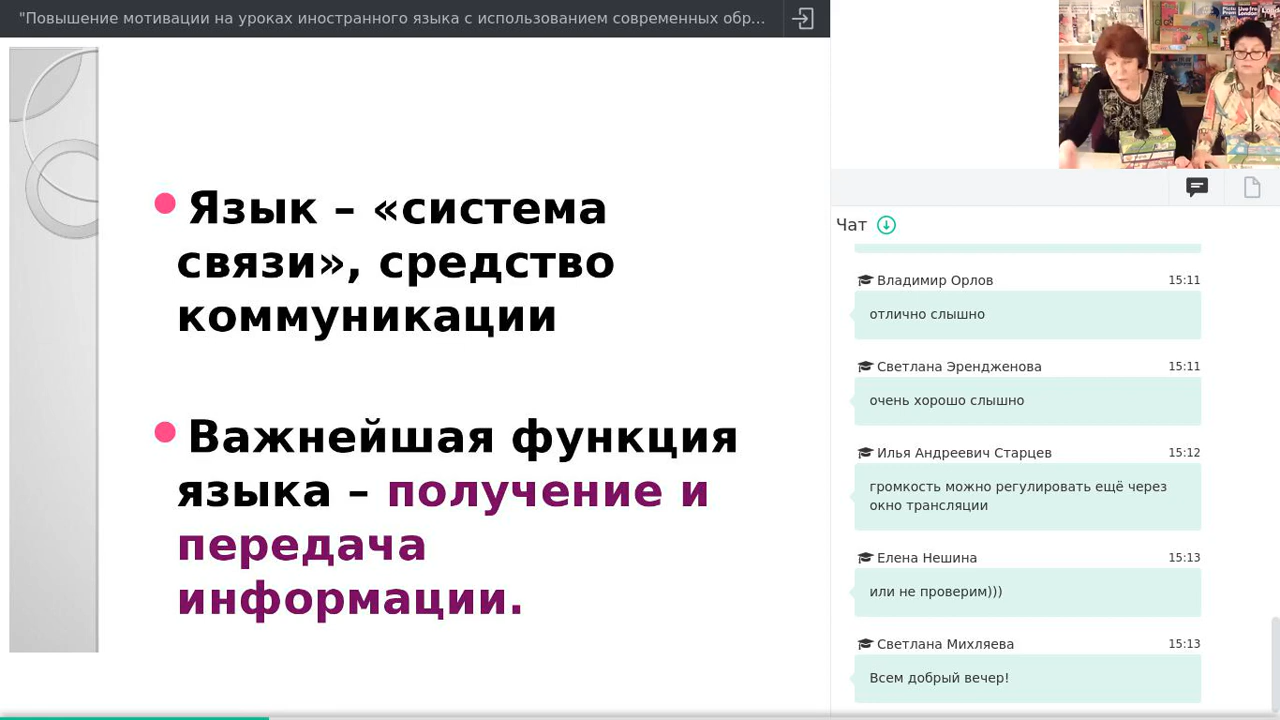 "Повышение мотивации на уроках иностранного языка с использованием современных обр...
Язык – «система
связи», средство
коммуникации
Важнейшая функция
языка – получение и
передача
информации.
Чат
Владимир Орлов 15:11
отлично слышно
Светлана Эрендженова 15:11
очень хорошо слышно
Илья Андреевич Старцев 15:12
громкость можно регулировать ещё через
окно трансляции
Елена Нешина 15:13
или не проверим)))
Светлана Михляева 15:13
Всем добрый вечер!